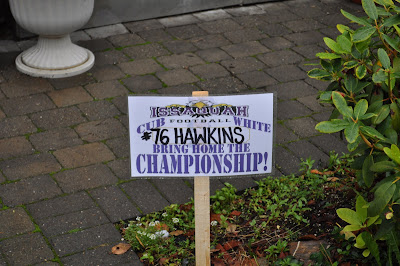 ISSAQUAH
CUB FOOTBALL WHITE
#76 HAWKINS
BRING HOME THE
CHAMPIONSHIP!